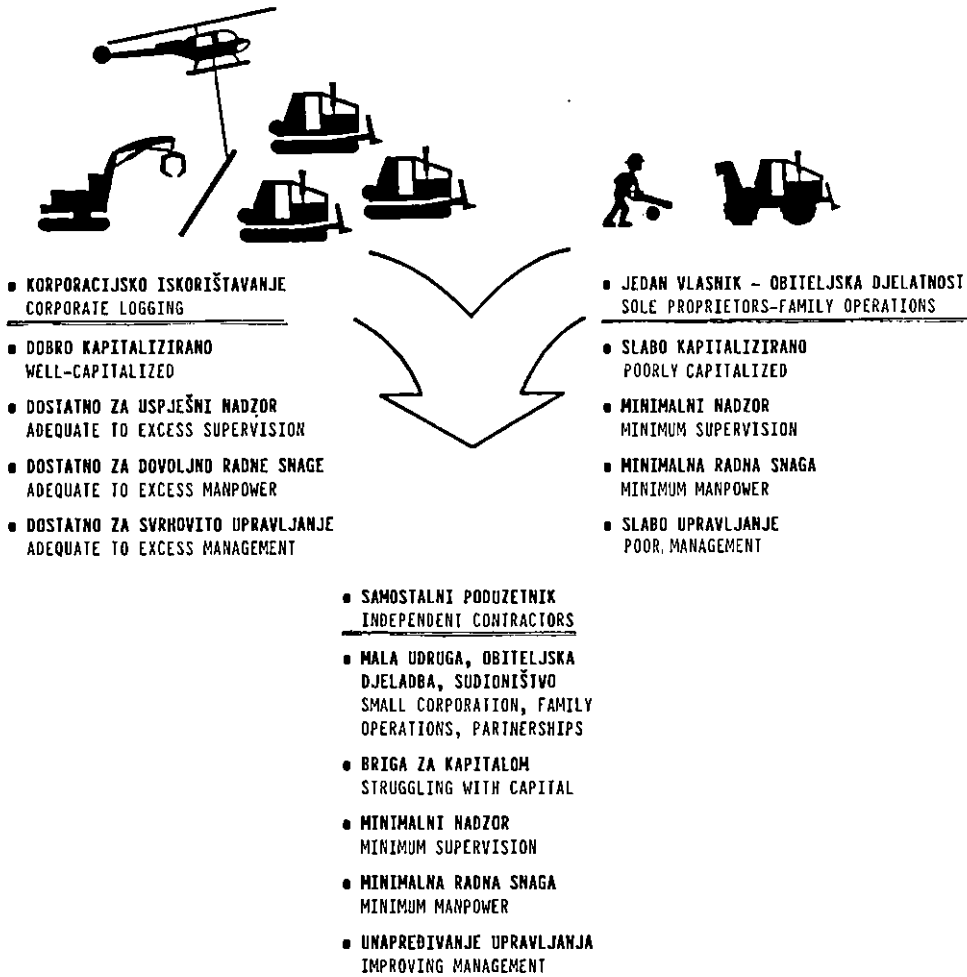 ▪ KORPORACIJSKO ISKORIŠTAVANJE
CORPORATE LOGGING
▪ DOBRO KAPITALIZIRANO
WELL-CAPITALIZED
▪ DOSTATNO ZA USPJEŠNI NADZOR
ADEQUATE TO EXCESS SUPERVISION
▪ DOSTATNO ZA DOVOLJNO RADNE SNAGE
ADEQUATE TO EXCESS MANPOWER
▪ DOSTATNO ZA SVRHOVITO UPRAVLJANJE
ADEQUATE TO EXCESS MANAGEMENT
▪ JEDAN VLASNIK – OBITELJSKA DJELATNOST
SOLE PROPRIETORS-FAMILY OPERATIONS
▪ SLABO KAPITALIZIRANO
POORLY CAPITALIZED
▪ MINIMALNI NADZOR
MINIMUM SUPERVISION
▪ MINIMALNA RADNA SNAGA
MINIMUM MANPOWER
▪ SLABO UPRAVLJANJE
POOR MANAGEMENT
▪ SAMOSTALNI PODUZETNIK
INDEPENDENT CONTRACTORS
▪ MALA UDRUGA, OBITELJSKA
DJELADBA, SUDIONIŠTVO
SMALL CORPORATION, FAMILY
OPERATIONS, PARTNERSHIPS
▪ BRIGA ZA KAPITALOM
STRUGGLING WITH CAPITAL
▪ MINIMALNI NADZOR
MINIMUM SUPERVISION
▪ MINIMALNA RADNA SNAGA
MINIMUM MANPOWER
▪ UNAPREĐIVANJE UPRAVLJANJA
IMPROVING MANAGEMENT